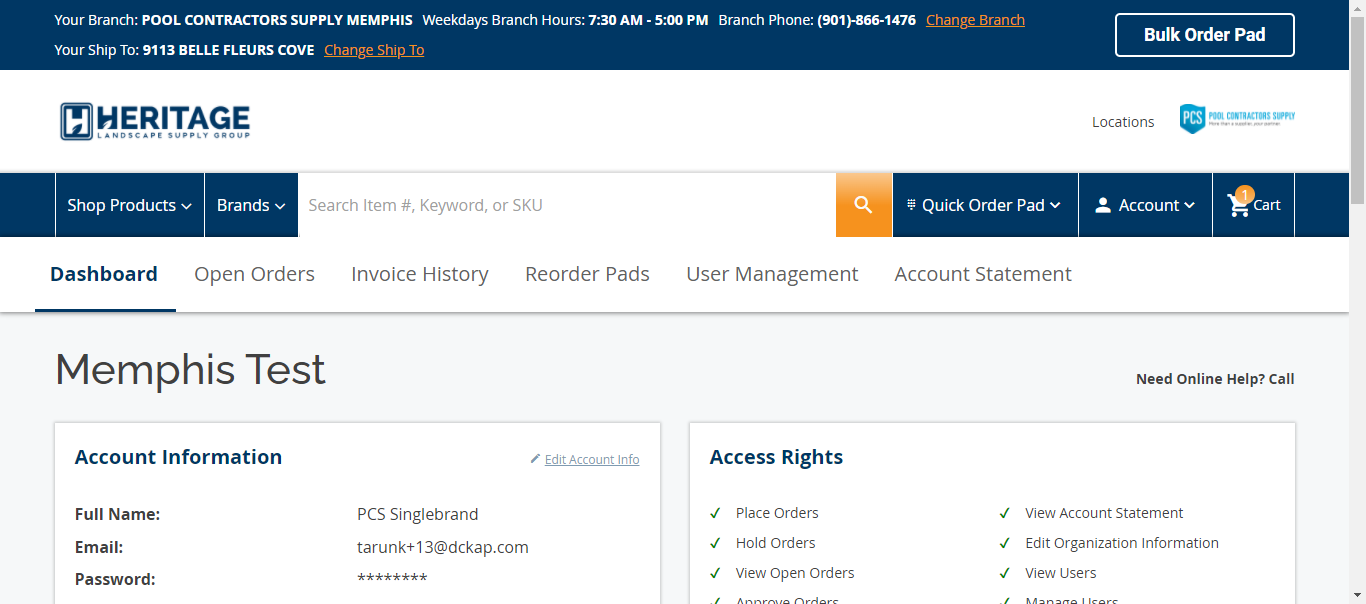 Your Branch: POOL CONTRACTORS SUPPLY MEMPHIS Weekdays Branch Hours: 7:30 AM - 5:00 PM Branch Phone: (901)-866-1476 Change Branch
Your Ship To: 9113 BELLE FLEURS COVE Change Ship To
Bulk Order Pad
HERITAGE
LANDSCAPE SUPPLY GROUP
Locations
PCS POOL CONTRACTORS SUPPLY
More than a supplier, your partner.
Shop Products Brands Search Item #, Keyword, or SKU Quick Order Pad Account 1 Cart
Dashboard Open Orders Invoice History Reorder Pads User Management Account Statement
Memphis Test
Need Online Help? Call
Account Information Edit Account Info
Full Name: PCS Singlebrand
Email: tarunk+13@dckap.com
Password: ********
Access Rights
Place Orders View Account Statement
Hold Orders Edit Organization Information
View Open Orders View Users
Approve Orders Manage Users